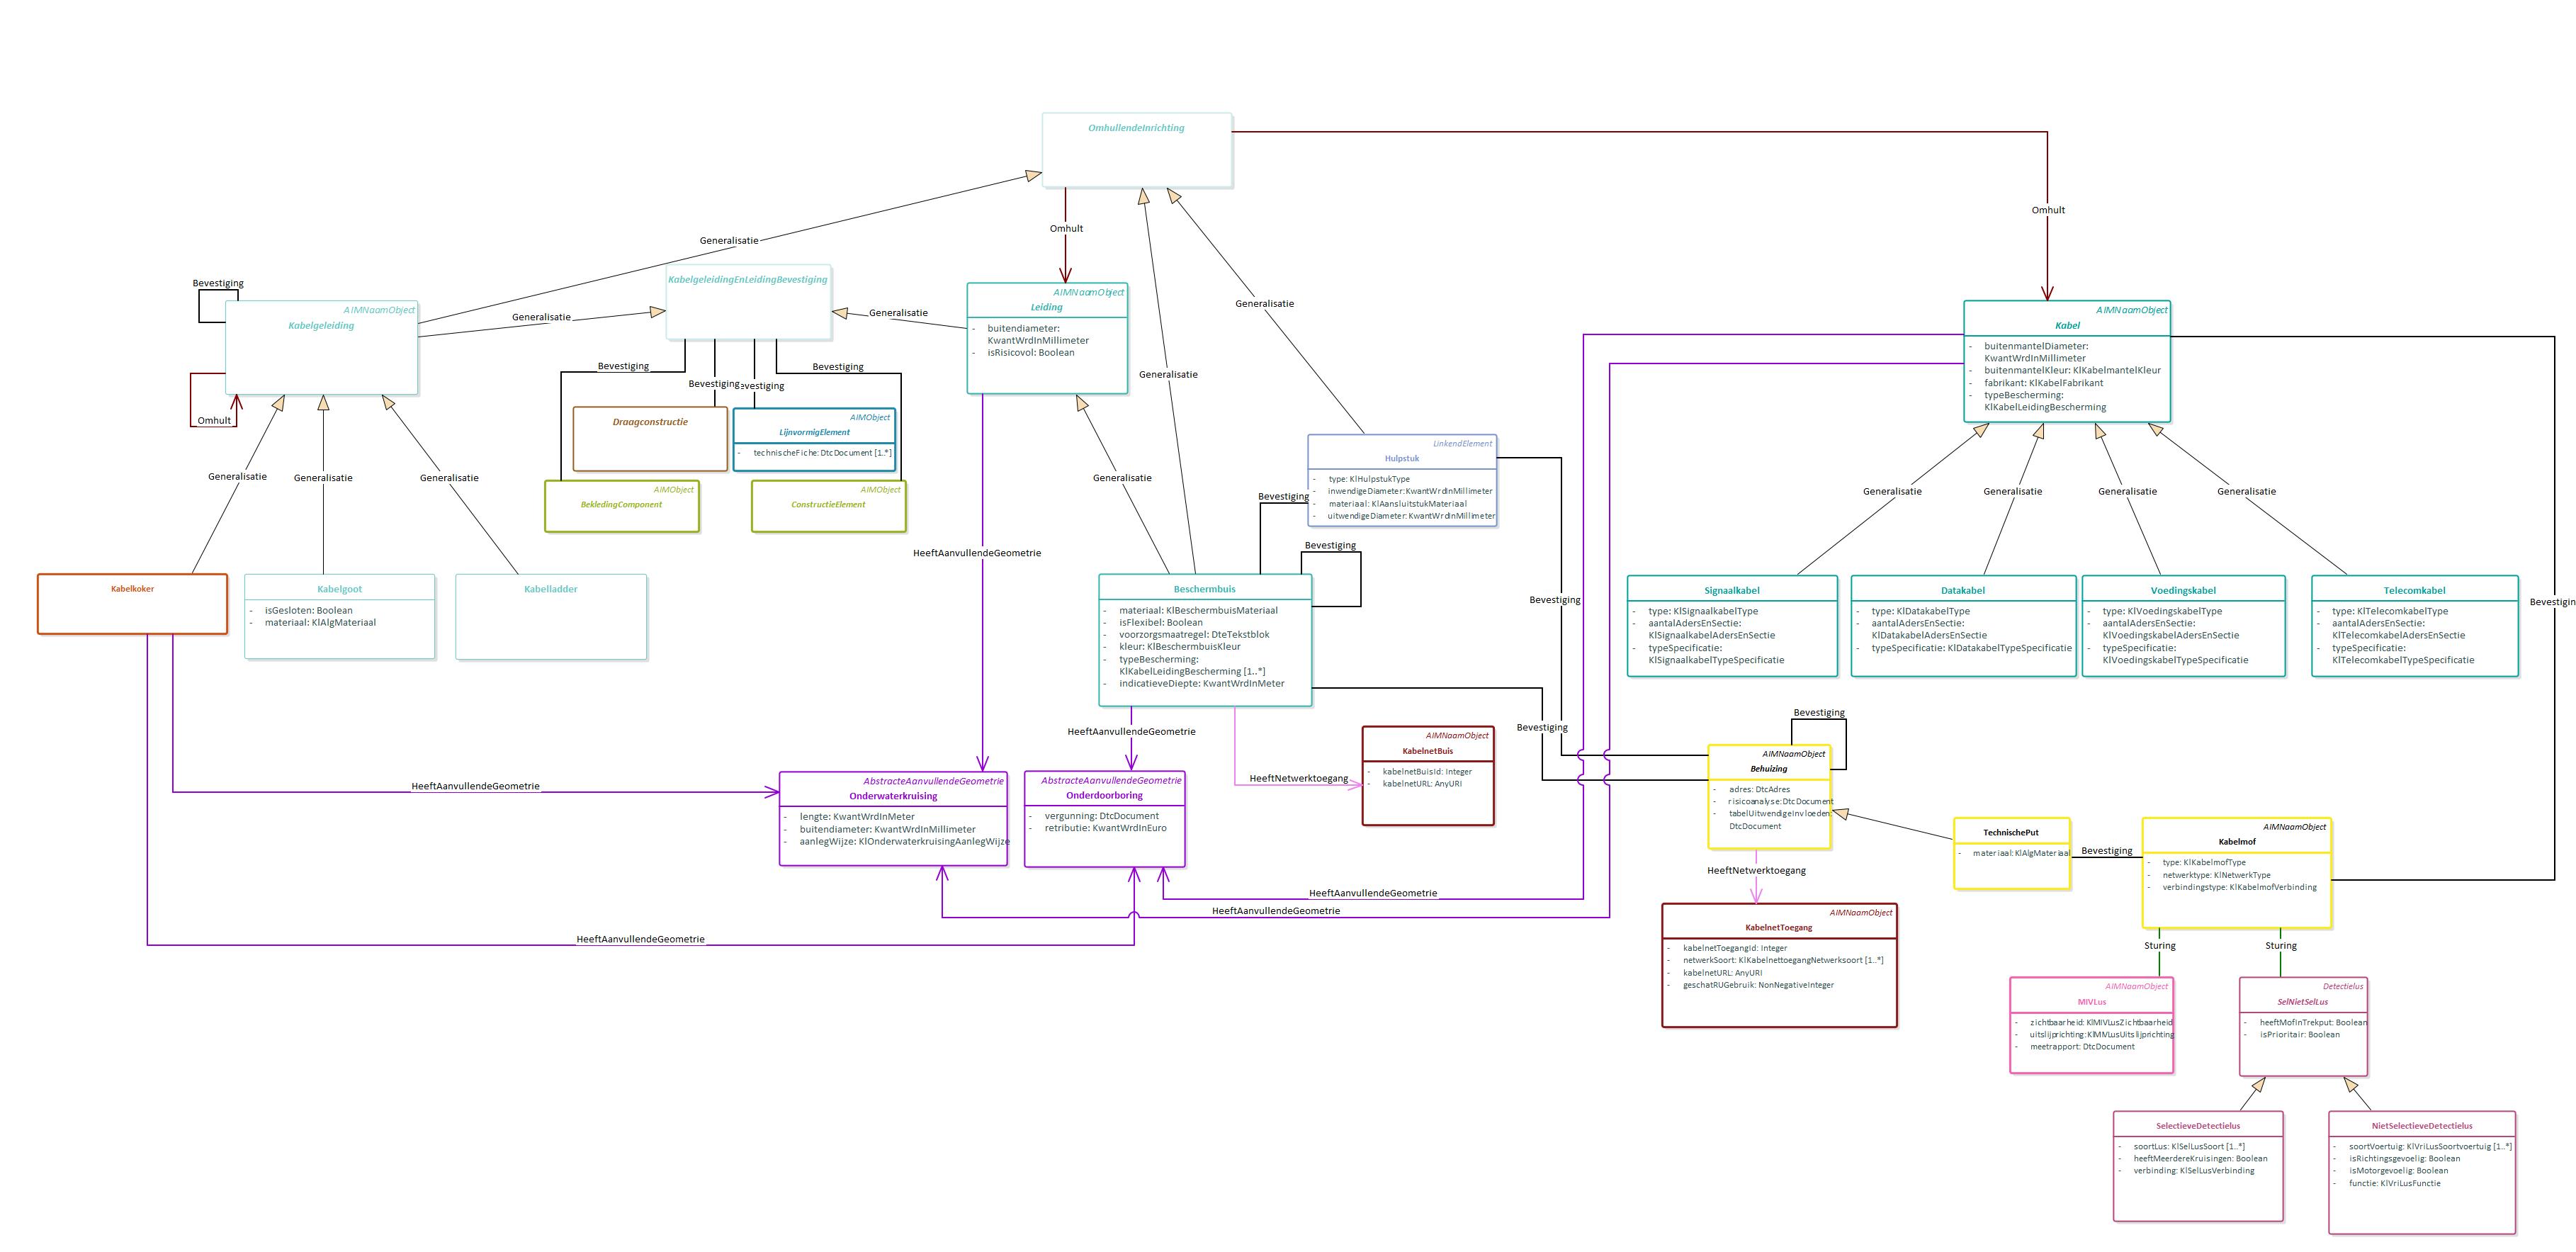 OmhullendeInrichting
Omhult
Omhult
Generalisatie
KabelgeleidingEnLeidingBevestiging
Bevestiging
AIMNaamObject
Kabelgeleiding
Generalisatie
Generalisatie
AIMNaamObject
Leiding
- buitendiameter:
KwantWrdInMillimeter
- isRisicovol: Boolean
Generalisatie
AIMNaamObject
Kabel
- buitenmantelDiameter:
KwantWrdInMillimeter
- buitenmantelKleur: KlKabelmantelKleur
- fabrikant: KlKabelFabrikant
- typeBescherming:
KlKabelLeidingBescherming
Bevestiging
Bevestiging
Bevestiging
evestiging
Generalisatie
Omhult
Draagconstructie
AIMObject
LijnvormigElement
- technischeFiche: DtcDocument [1..*]
LinkendElement
Hulpstuk
- type: KlHulpstukType
- inwendigeDiameter: KwantWrdInMillimeter
- materiaal: KlAansluitstukMateriaal
- uitwendigeDiameter: KwantWrdInMillimeter
Generalisatie
Generalisatie
Generalisatie
Generalisatie
Generalisatie
Generalisatie
Generalisatie
Generalisatie
AIMObject
BekledingComponent
AIMObject
ConstructieElement
Bevestiging
Bevestiging
HeeftAanvullendeGeometrie
Kabelkoker
Kabelgoot
- isGesloten: Boolean
- materiaal: KlAlgMateriaal
Kabelladder
Beschermbuis
- materiaal: KlBeschermbuisMateriaal
- isFlexibel: Boolean
- voorzorgsmaatregel: DteTekstblok
- kleur: KlBeschermbuisKleur
- typeBescherming:
KlKabelLeidingBescherming [1..*]
- indicatieveDiepte: KwantWrdInMeter
Bevestiging
Signaalkabel
- type: KlSignaalkabelType
- aantalAdersEnSectie:
KlSignaalkabelAdersEnSectie
- typeSpecificatie:
KlSignaalkabelTypeSpecificatie
Datakabel
- type: KlDatakabelType
- aantalAdersEnSectie:
KlDatakabelAdersEnSectie
- typeSpecificatie: KlDatakabelTypeSpecificatie
Voedingskabel
- type: KlVoedingskabelType
- aantalAdersEnSectie:
KlVoedingskabelAdersEnSectie
- typeSpecificatie:
KlVoedingskabelTypeSpecificatie
Telecomkabel
- type: KlTelecomkabelType
- aantalAdersEnSectie:
KlTelecomkabelAdersEnSectie
- typeSpecificatie:
KlTelecomkabelTypeSpecificatie
Bevestigin
Bevestiging
HeeftAanvullendeGeometrie
AIMNaamObject
KabelnetBuis
- kabelnetBuisId: Integer
- kabelnetURL: AnyURI
HeeftNetwerktoegang
Bevestiging
AIMNaamObject
Behuizing
- adres: DtcAdres
- risicoanalyse: DtcDocument
- tabelUitwendigeInvloeden:
DtcDocument
HeeftAanvullendeGeometrie
AbstracteAanvullendeGeometrie
Onderwaterkruising
- lengte: KwantWrdInMeter
- buitendiameter: KwantWrdInMillimeter
- aanlegWijze: KlOnderwaterkruisingAanlegWijze
AbstracteAanvullendeGeometrie
Onderdoorboring
- vergunning: DtcDocument
- retributie: KwantWrdInEuro
TechnischePut
- materiaal: KlAlgMateriaal
Bevestiging
AIMNaamObject
Kabelmof
- type: KlKabelmofType
- netwerktype: KlNetwerkType
- verbindingstype: KlKabelmofVerbinding
HeeftNetwerktoegang
HeeftAanvullendeGeometrie
HeeftAanvullendeGeometrie
HeeftAanvullendeGeometrie
AIMNaamObject
KabelnetToegang
- kabelnetToegangId: Integer
- netwerkSoort: KlKabelnettoegangNetwerksoort [1..*]
- kabelnetURL: AnyURI
- geschatRUGebruik: NonNegativeInteger
Sturing
Sturing
AIMNaamObject
MIVLus
- zichtbaarheid: KlMIVLusZichtbaarheid
- uitslijprichting: KlMIVLusUitslijprichting
- meetrapport: DtcDocument
Detectielus
SelNietSelLus
- heeftMofInTrekput: Boolean
- isPrioritair: Boolean
SelectieveDetectielus
- soortLus: KlSelLusSoort [1..*]
- heeftMeerdereKruisingen: Boolean
- verbinding: KlSelLusVerbinding
NietSelectieveDetectielus
- soortVoertuig: KlVriLusSoortvoertuig [1..*]
- isRichtingsgevoelig: Boolean
- isMotorgevoelig: Boolean
- functie: KlVriLusFunctie